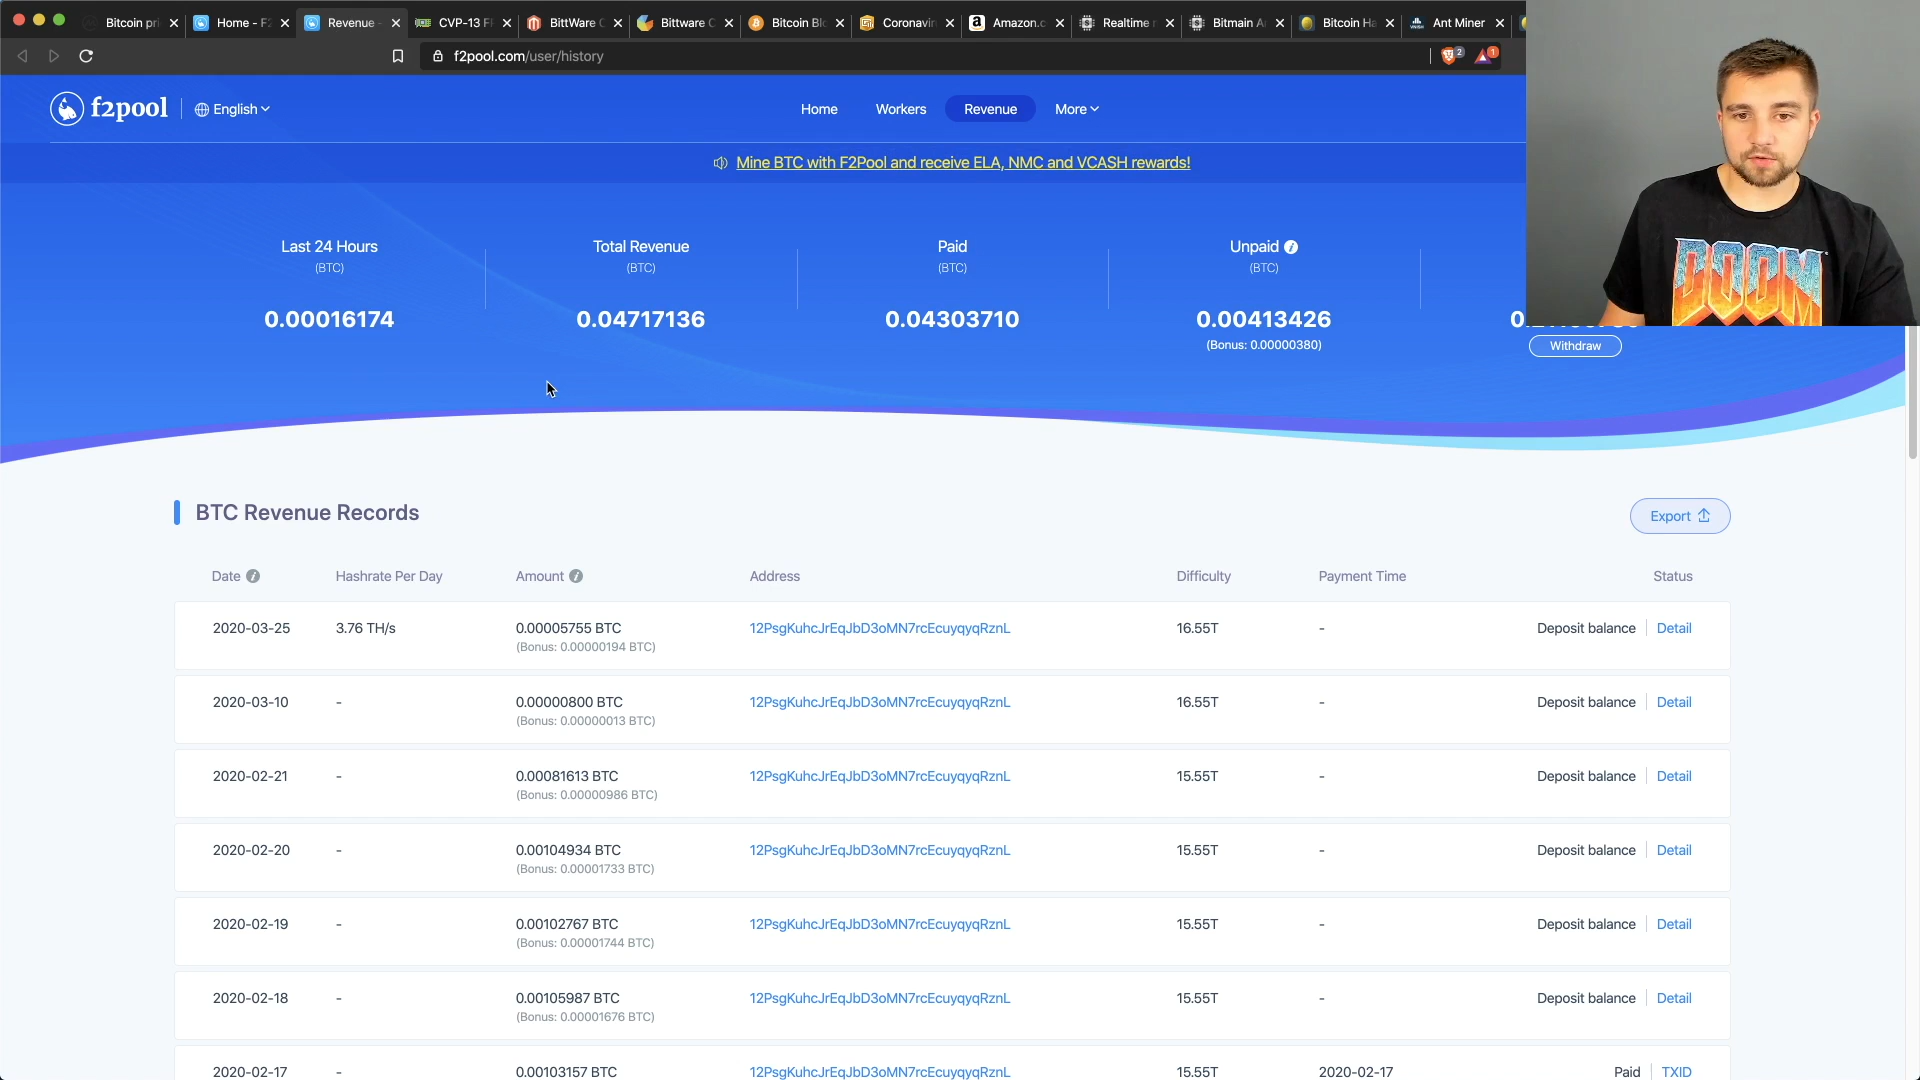 Bitcoin pri
Home - F2
Revenue -
CVP-13 F
BittWare C
Bittware C
Bitcoin Blo
Coronavir
Amazon.c
Realtime
Bitmain A
Bitcoin Ha
Ant Miner
f2pool.com/user/history
2
1
f2pool
English
Home
Workers
Revenue
More
Mine BTC with F2Pool and receive ELA, NMC and VCASH rewards!
Last 24 Hours
(BTC)
0.00016174
Total Revenue
(BTC)
0.04717136
Paid
(BTC)
0.04303710
Unpaid
(BTC)
0.00413426
(Bonus: 0.00000380)
Withdraw
DOOM
BTC Revenue Records
Export
Date Hashrate Per Day Amount Address Difficulty Payment Time Status
2020-03-25 3.76 TH/s 0.00005755 BTC 12PsgKuhcJrEqJbD3oMN7rcEcuyqyqRznL 16.55T - Deposit balance Detail
(Bonus: 0.00000194 BTC)
2020-03-10 - 0.00000800 BTC 12PsgKuhcJrEqJbD3oMN7rcEcuyqyqRznL 16.55T - Deposit balance Detail
(Bonus: 0.00000013 BTC)
2020-02-21 - 0.00081613 BTC 12PsgKuhcJrEqJbD3oMN7rcEcuyqyqRznL 15.55T - Deposit balance Detail
(Bonus: 0.00000986 BTC)
2020-02-20 - 0.00104934 BTC 12PsgKuhcJrEqJbD3oMN7rcEcuyqyqRznL 15.55T - Deposit balance Detail
(Bonus: 0.00001733 BTC)
2020-02-19 - 0.00102767 BTC 12PsgKuhcJrEqJbD3oMN7rcEcuyqyqRznL 15.55T - Deposit balance Detail
(Bonus: 0.00001744 BTC)
2020-02-18 - 0.00105987 BTC 12PsgKuhcJrEqJbD3oMN7rcEcuyqyqRznL 15.55T - Deposit balance Detail
(Bonus: 0.00001676 BTC)
2020-02-17 - 0.00103157 BTC 12PsgKuhcJrEqJbD3oMN7rcEcuyqyqRznL 15.55T 2020-02-17 Paid TXID